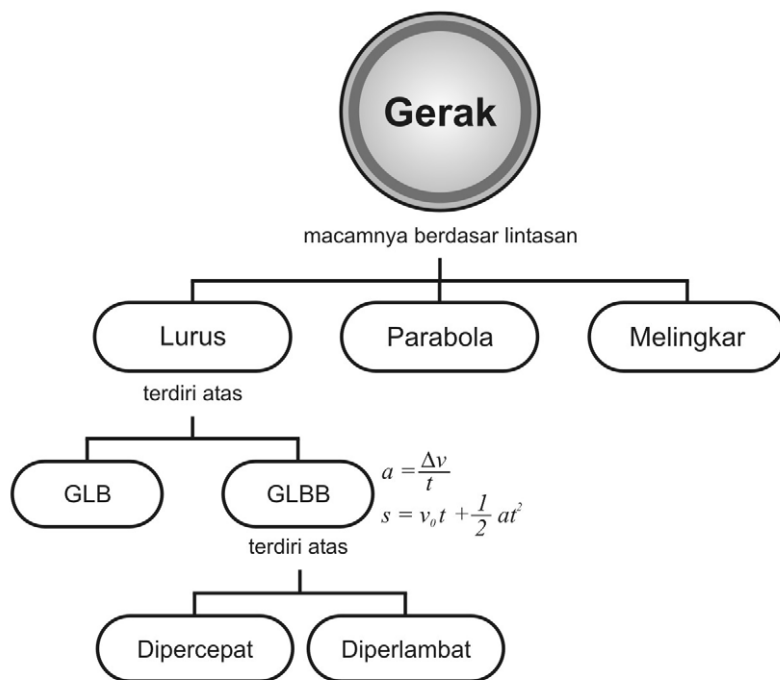 Gerak
macamnya berdasar lintasan
Lurus
Parabola
Melingkar
terdiri atas
GLB
GLBB
a = Δv/t
s = v₀t + 1/2 at²
terdiri atas
Dipercepat
Diperlambat